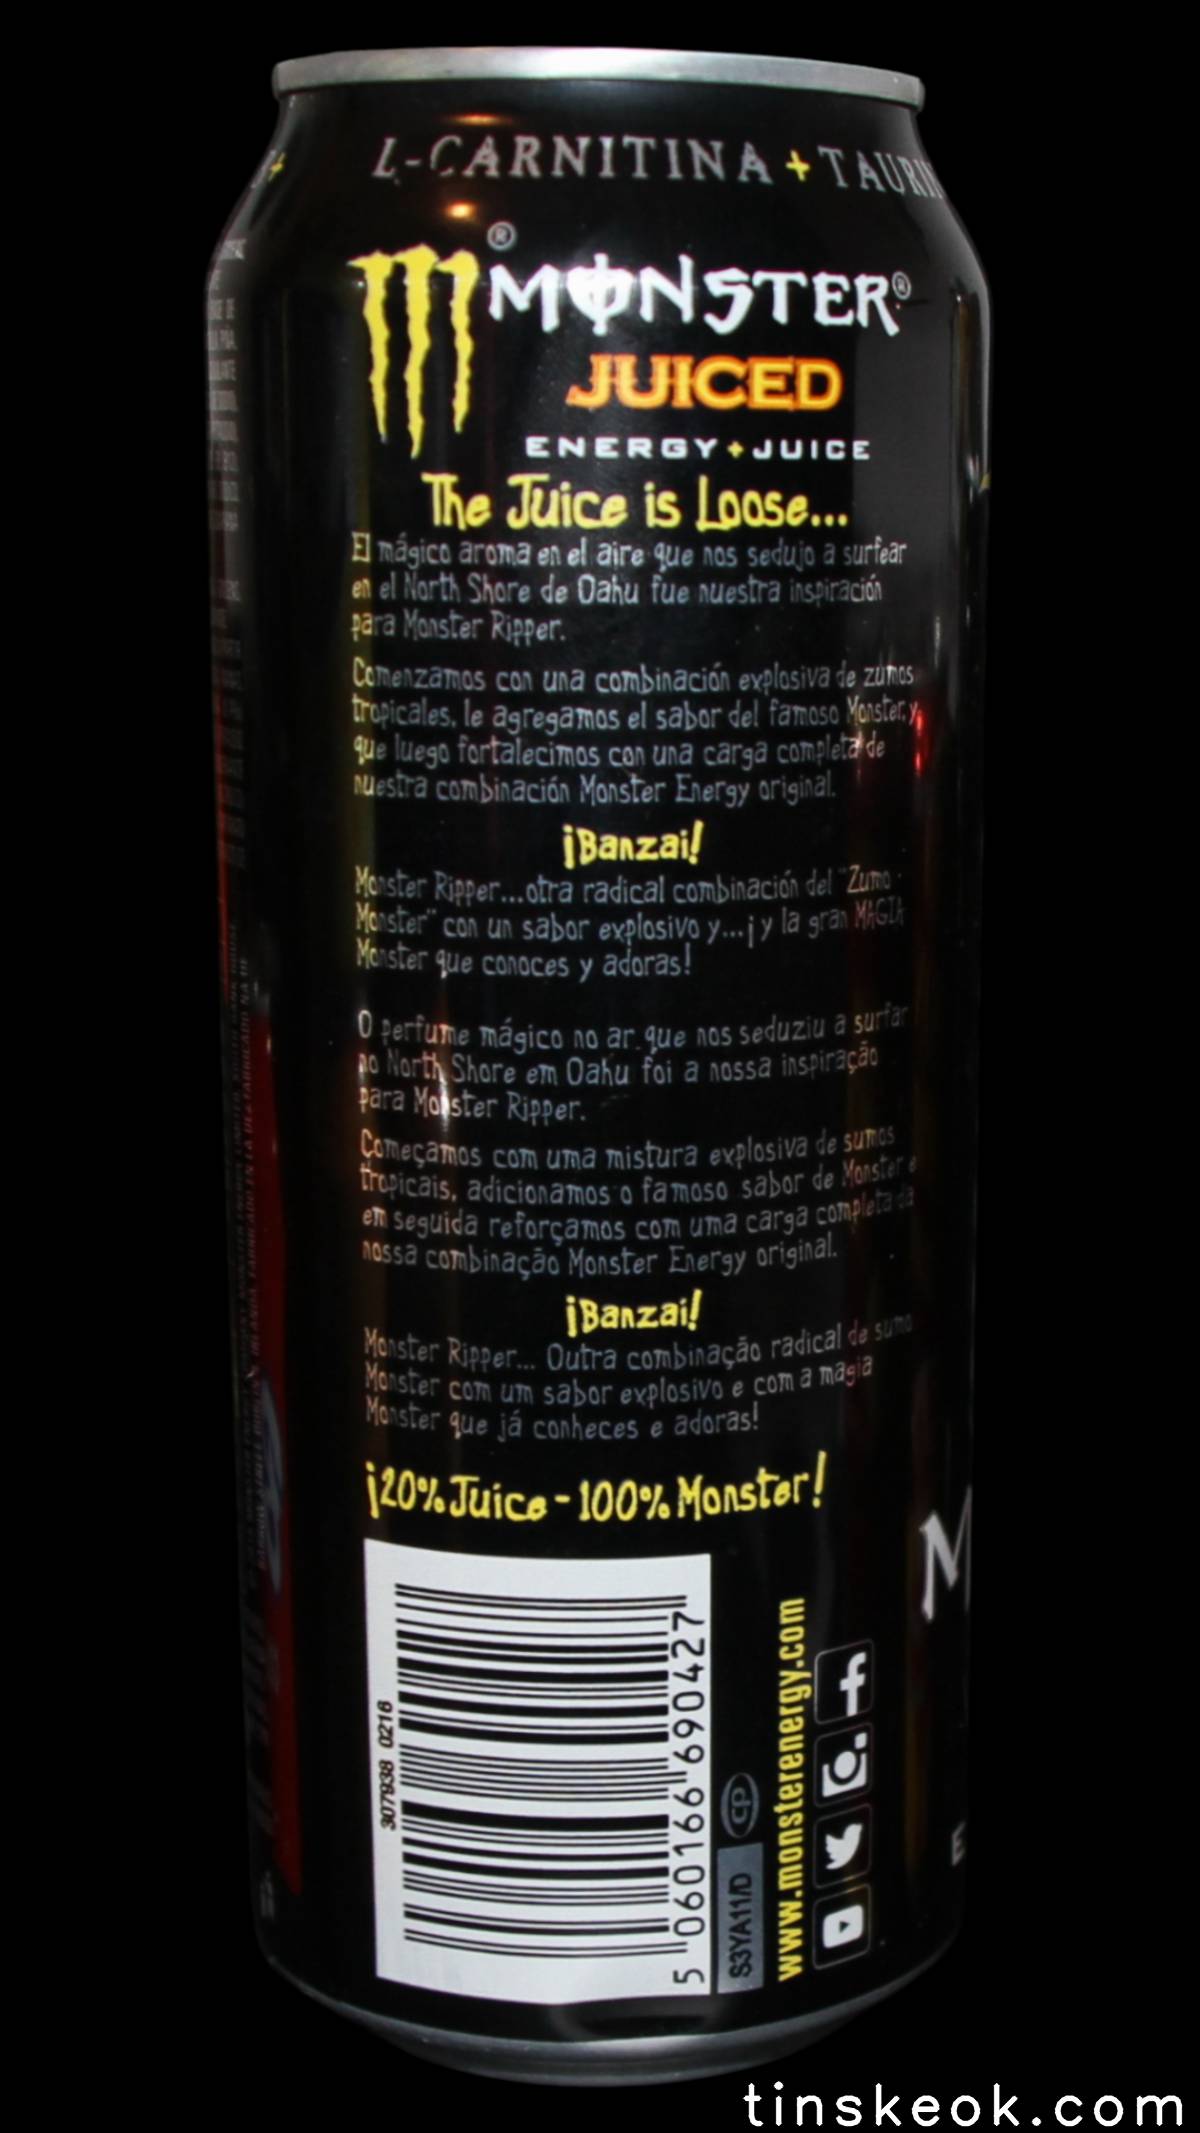 L-CARNITINA + TAURIN
MONSTER®
JUICED
ENERGY+JUICE
The Juice is Loose...
El mágico aroma en el aire que nos sedujo a surfear
en el North Shore de Oahu fue nuestra inspiración
para Monster Ripper.
Comenzamos con una combinación explosiva de zumos
tropicales, le agregamos el sabor del famoso Monster, y
que luego fortalecimos con una carga completa de
nuestra combinación Monster Energy original.
¡Banzai!
Monster Ripper...otra radical combinación del "Zumo -
Monster" con un sabor explosivo y...¡y la gran MAGIA
Monster que conoces y adoras!
O perfume mágico no ar, que nos seduziu a surfar
no North Shore em Oahu foi a nossa inspiração
para Monster Ripper.
Começamos com uma mistura explosiva de sumos
tropicais, adicionamos o famoso sabor de Monster e
em seguida reforçamos com uma carga completa da
nossa combinação Monster Energy original.
¡Banzai!
Monster Ripper... Outra combinação radical de sumo
Monster com um sabor explosivo e com a magia
Monster que já conheces e adoras!
¡20% Juice - 100% Monster!
307938 0216
5 060166 690427
S3YA11/D
cp
www.monsterenergy.com
tinskeok.com